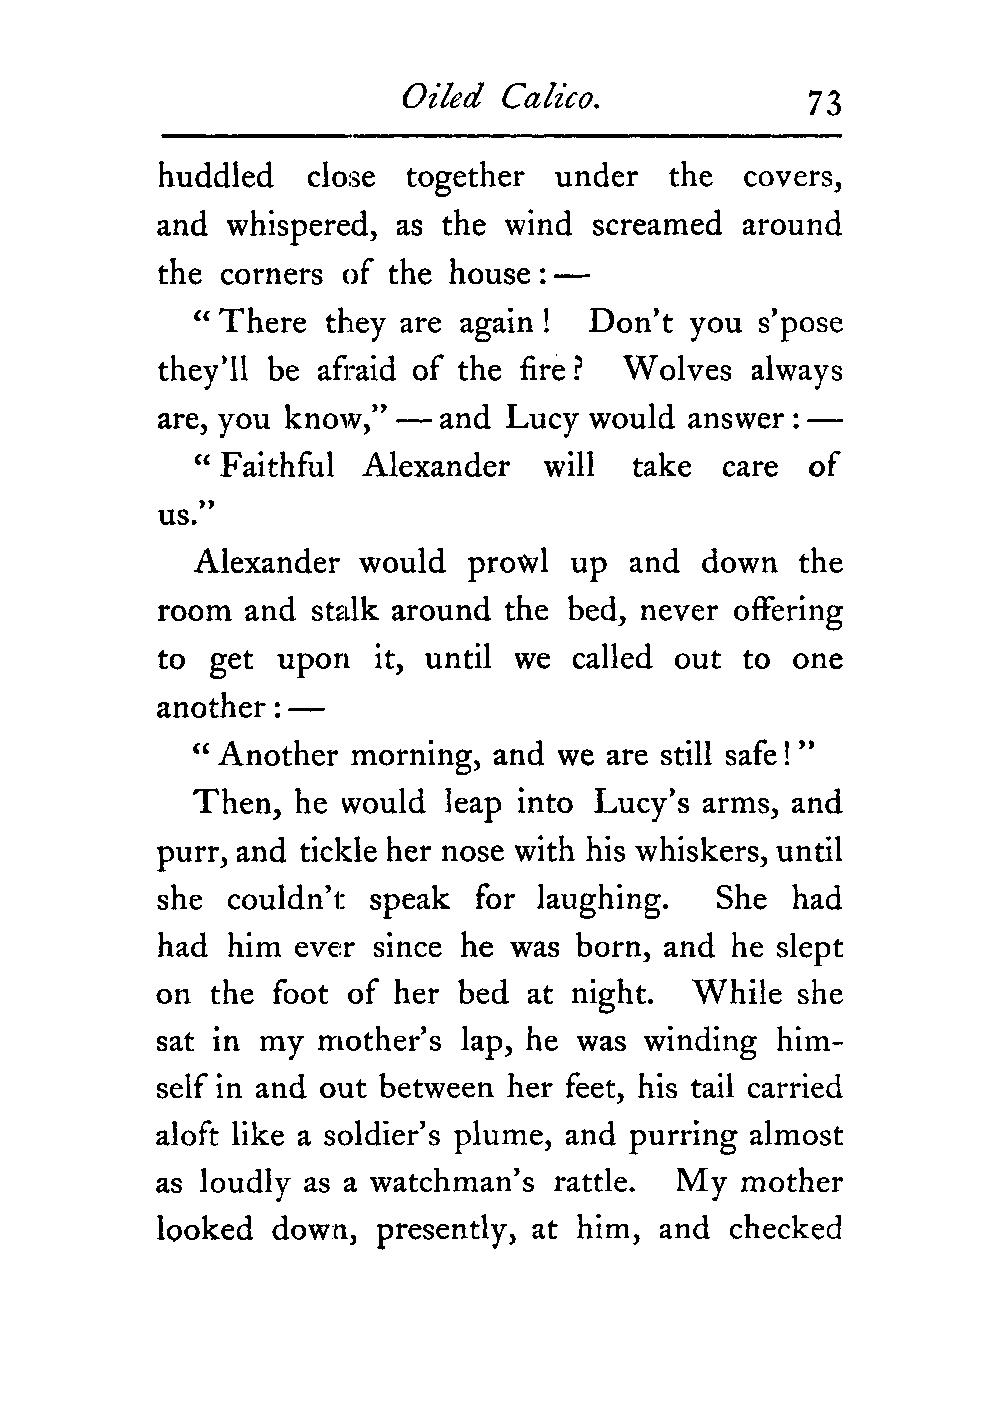 Oiled Calico. 73
huddled close together under the covers,
and whispered, as the wind screamed around
the corners of the house:—
“There they are again! Don’t you s’pose
they’ll be afraid of the fire? Wolves always
are, you know,”—and Lucy would answer:—
“Faithful Alexander will take care of
us.”
Alexander would prowl up and down the
room and stalk around the bed, never offering
to get upon it, until we called out to one
another:—
“Another morning, and we are still safe!”
Then, he would leap into Lucy’s arms, and
purr, and tickle her nose with his whiskers, until
she couldn’t speak for laughing. She had
had him ever since he was born, and he slept
on the foot of her bed at night. While she
sat in my mother’s lap, he was winding him-
self in and out between her feet, his tail carried
aloft like a soldier’s plume, and purring almost
as loudly as a watchman’s rattle. My mother
looked down, presently, at him, and checked